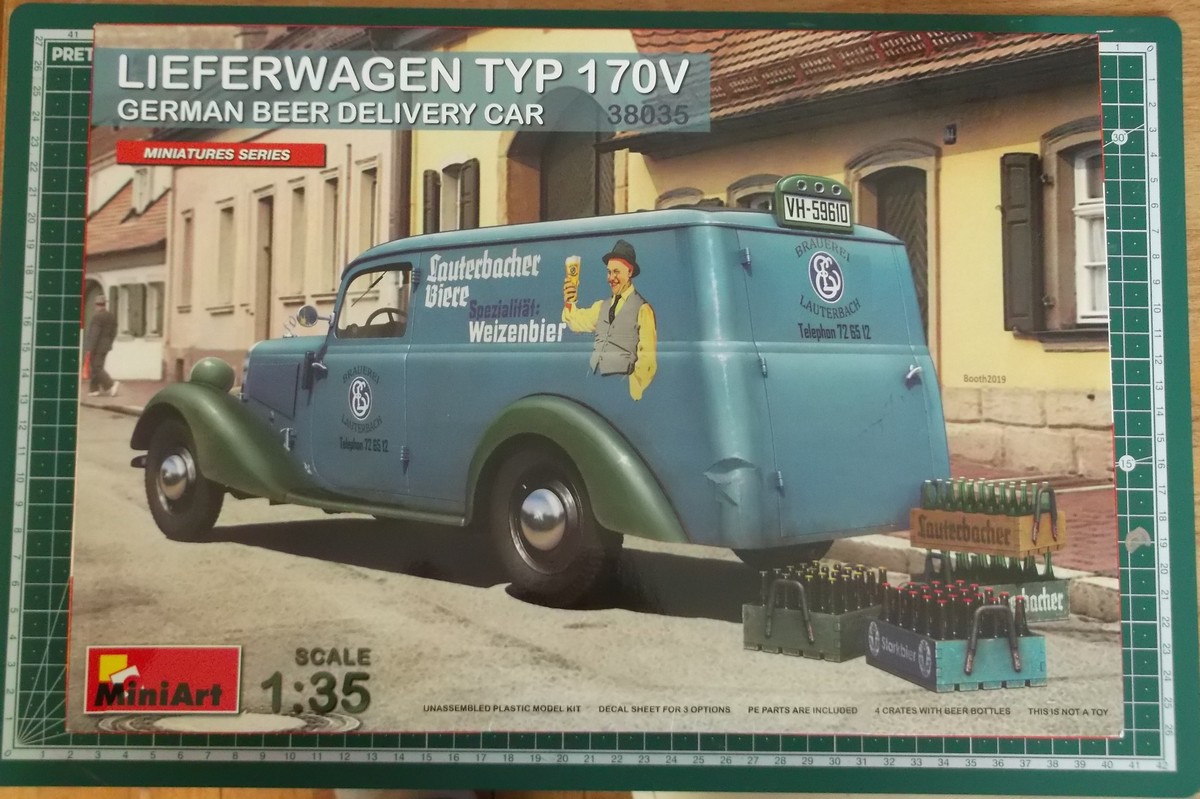 PRET
LIEFERWAGEN TYP 170V
GERMAN BEER DELIVERY CAR 38035
MINIATURES SERIES
VH-59610
BRAUEREI
LAUTERBACH
Telephon 72 65 12
Lauterbacher
Biere
Spezialität:
Weizenbier
BRAUEREI
LAUTERBACH
Telephon 72 65 12
Booth2019
Lauterbacher
bacher
Starkbier
MiniArt
SCALE
1:35
UNASSEMBLED PLASTIC MODEL KIT DECAL SHEET FOR 3 OPTIONS PE PARTS ARE INCLUDED 4 CRATES WITH BEER BOTTLES THIS IS NOT A TOY